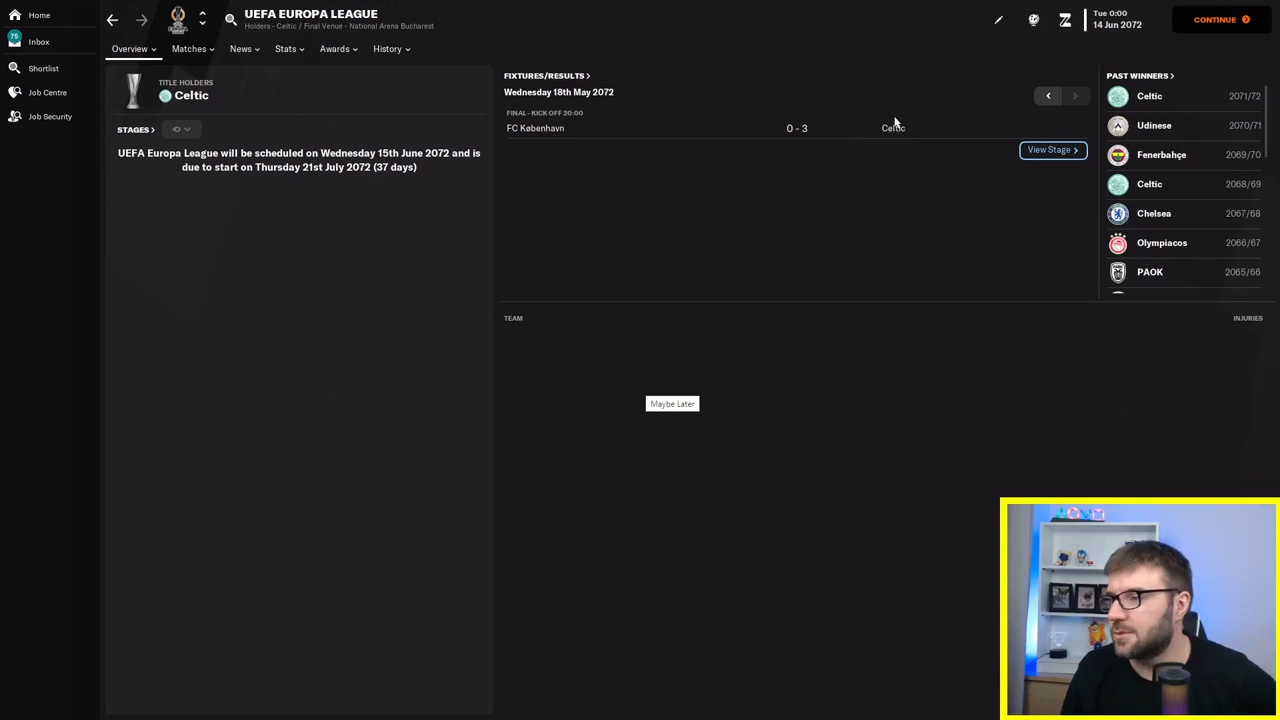 Home
75
Inbox
Shortlist
Job Centre
Job Security
UEFA EUROPA LEAGUE
Holders - Celtic / Final Venue - National Arena Bucharest
Tue 0:00
14 Jun 2072
CONTINUE
Overview
Matches
News
Stats
Awards
History
TITLE HOLDERS
Celtic
STAGES
UEFA Europa League will be scheduled on Wednesday 15th June 2072 and is
due to start on Thursday 21st July 2072 (37 days)
FIXTURES/RESULTS
Wednesday 18th May 2072
FINAL - KICK OFF 20:00
FC København 0 - 3 Celtic
View Stage
PAST WINNERS
Celtic 2071/72
Udinese 2070/71
Fenerbahçe 2069/70
Celtic 2068/69
Chelsea 2067/68
Olympiacos 2066/67
PAOK 2065/66
TEAM INJURIES
Maybe Later